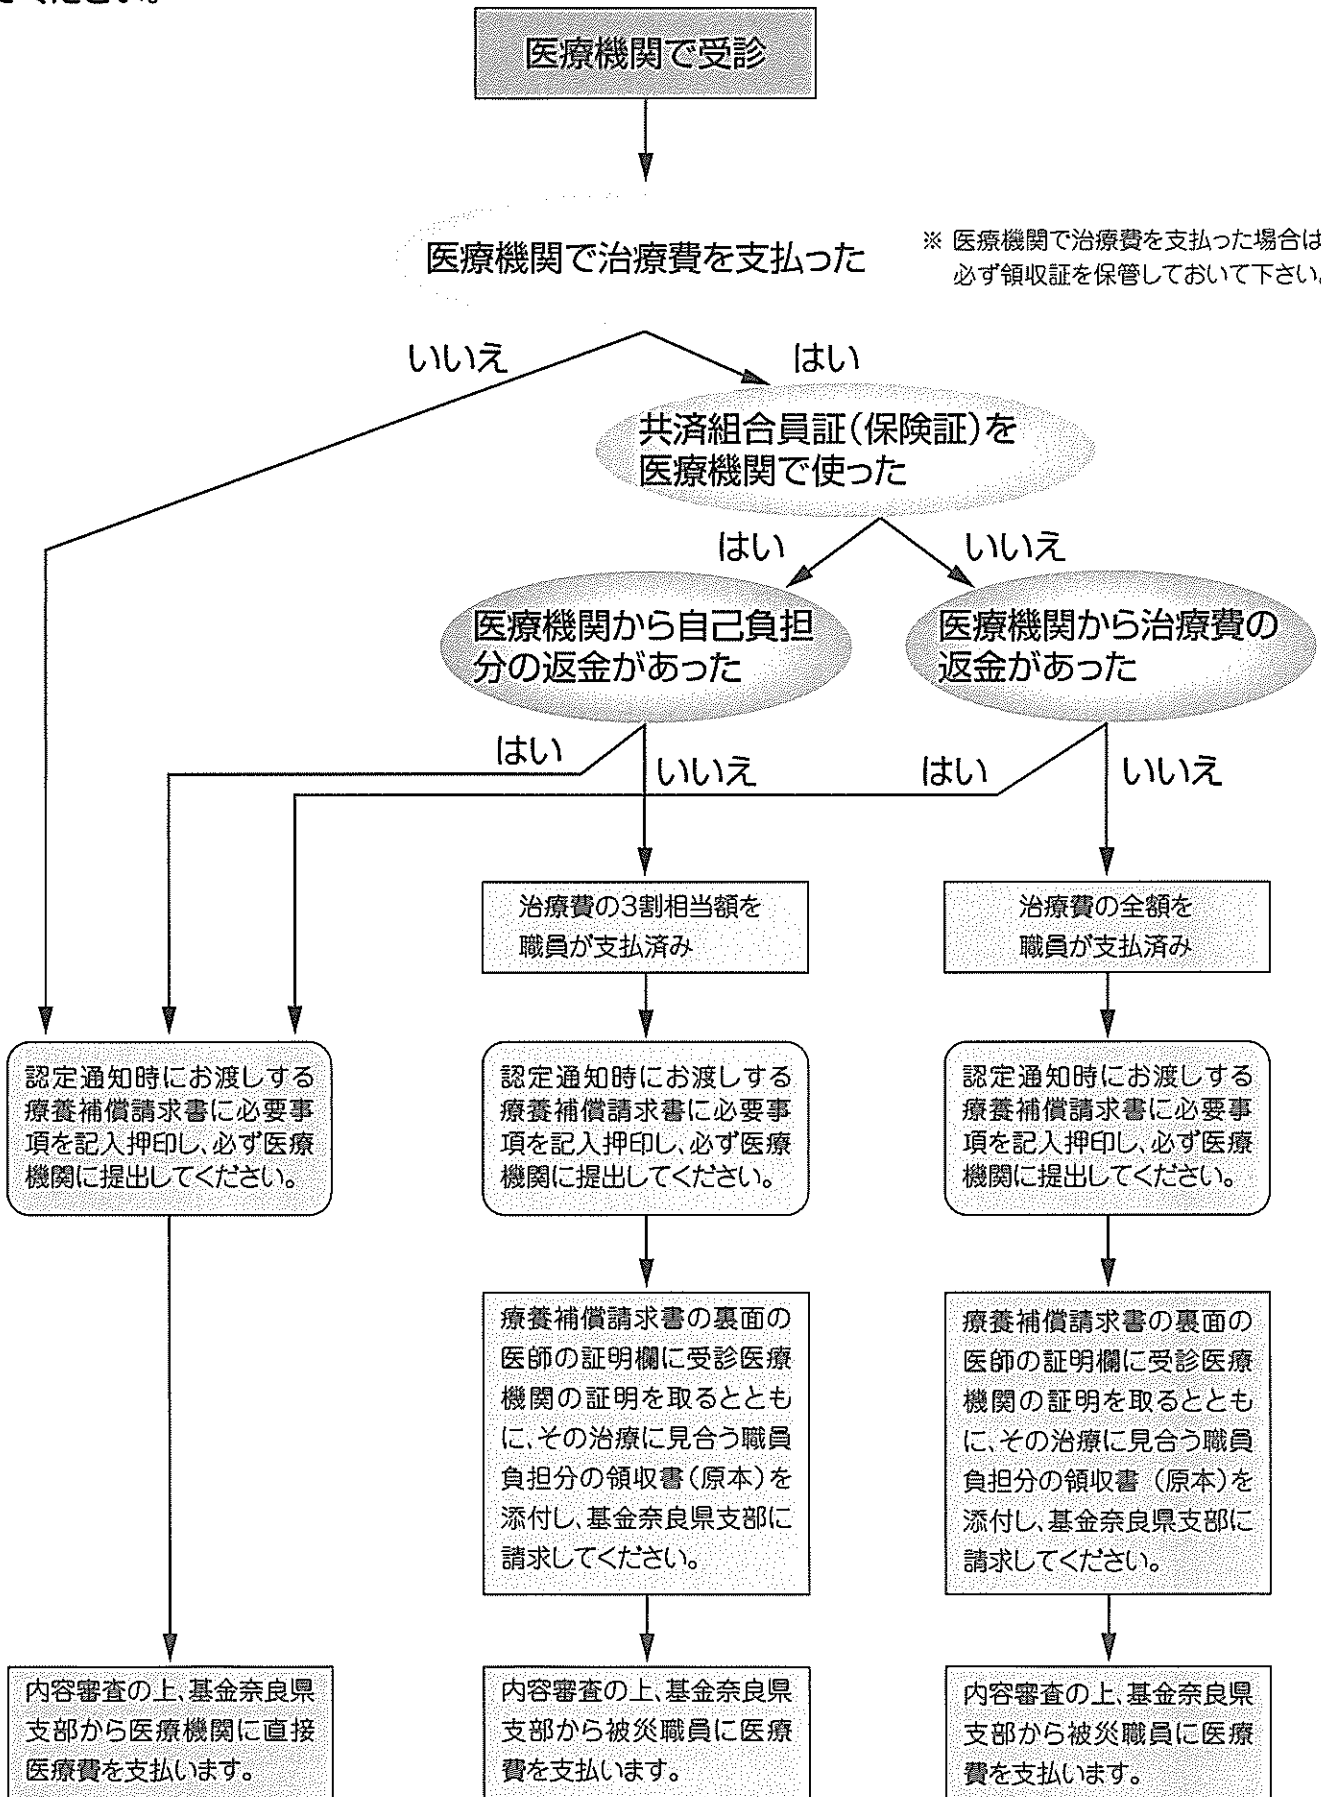 ください。
医療機関で受診
医療機関で治療費を支払った
※ 医療機関で治療費を支払った場合は
必ず領収証を保管しておいて下さい。
いいえ
はい
共済組合員証(保険証)を
医療機関で使った
はい
いいえ
医療機関から自己負担
分の返金があった
医療機関から治療費の
返金があった
はい
いいえ
はい
いいえ
治療費の3割相当額を
職員が支払済み
治療費の全額を
職員が支払済み
認定通知時にお渡しする
療養補償請求書に必要事
項を記入押印し、必ず医療
機関に提出してください。
認定通知時にお渡しする
療養補償請求書に必要事
項を記入押印し、必ず医療
機関に提出してください。
認定通知時にお渡しする
療養補償請求書に必要事
項を記入押印し、必ず医療
機関に提出してください。
療養補償請求書の裏面の
医師の証明欄に受診医療
機関の証明を取るととも
に、その治療に見合う職員
負担分の領収書(原本)を
添付し、基金奈良県支部に
請求してください。
療養補償請求書の裏面の
医師の証明欄に受診医療
機関の証明を取るととも
に、その治療に見合う職員
負担分の領収書 (原本)を
添付し、基金奈良県支部に
請求してください。
内容審査の上、基金奈良県
支部から医療機関に直接
医療費を支払います。
内容審査の上、基金奈良県
支部から被災職員に医療
費を支払います。
内容審査の上、基金奈良県
支部から被災職員に医療
費を支払います。